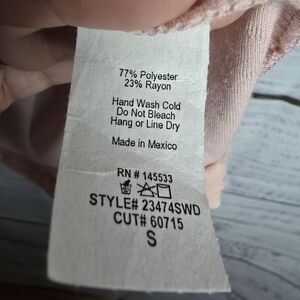 77% Polyester
23% Rayon
Hand Wash Cold
Do Not Bleach
Hang or Line Dry
Made in Mexico
RN # 145533
STYLE# 23474SWD
CUT# 60715
S